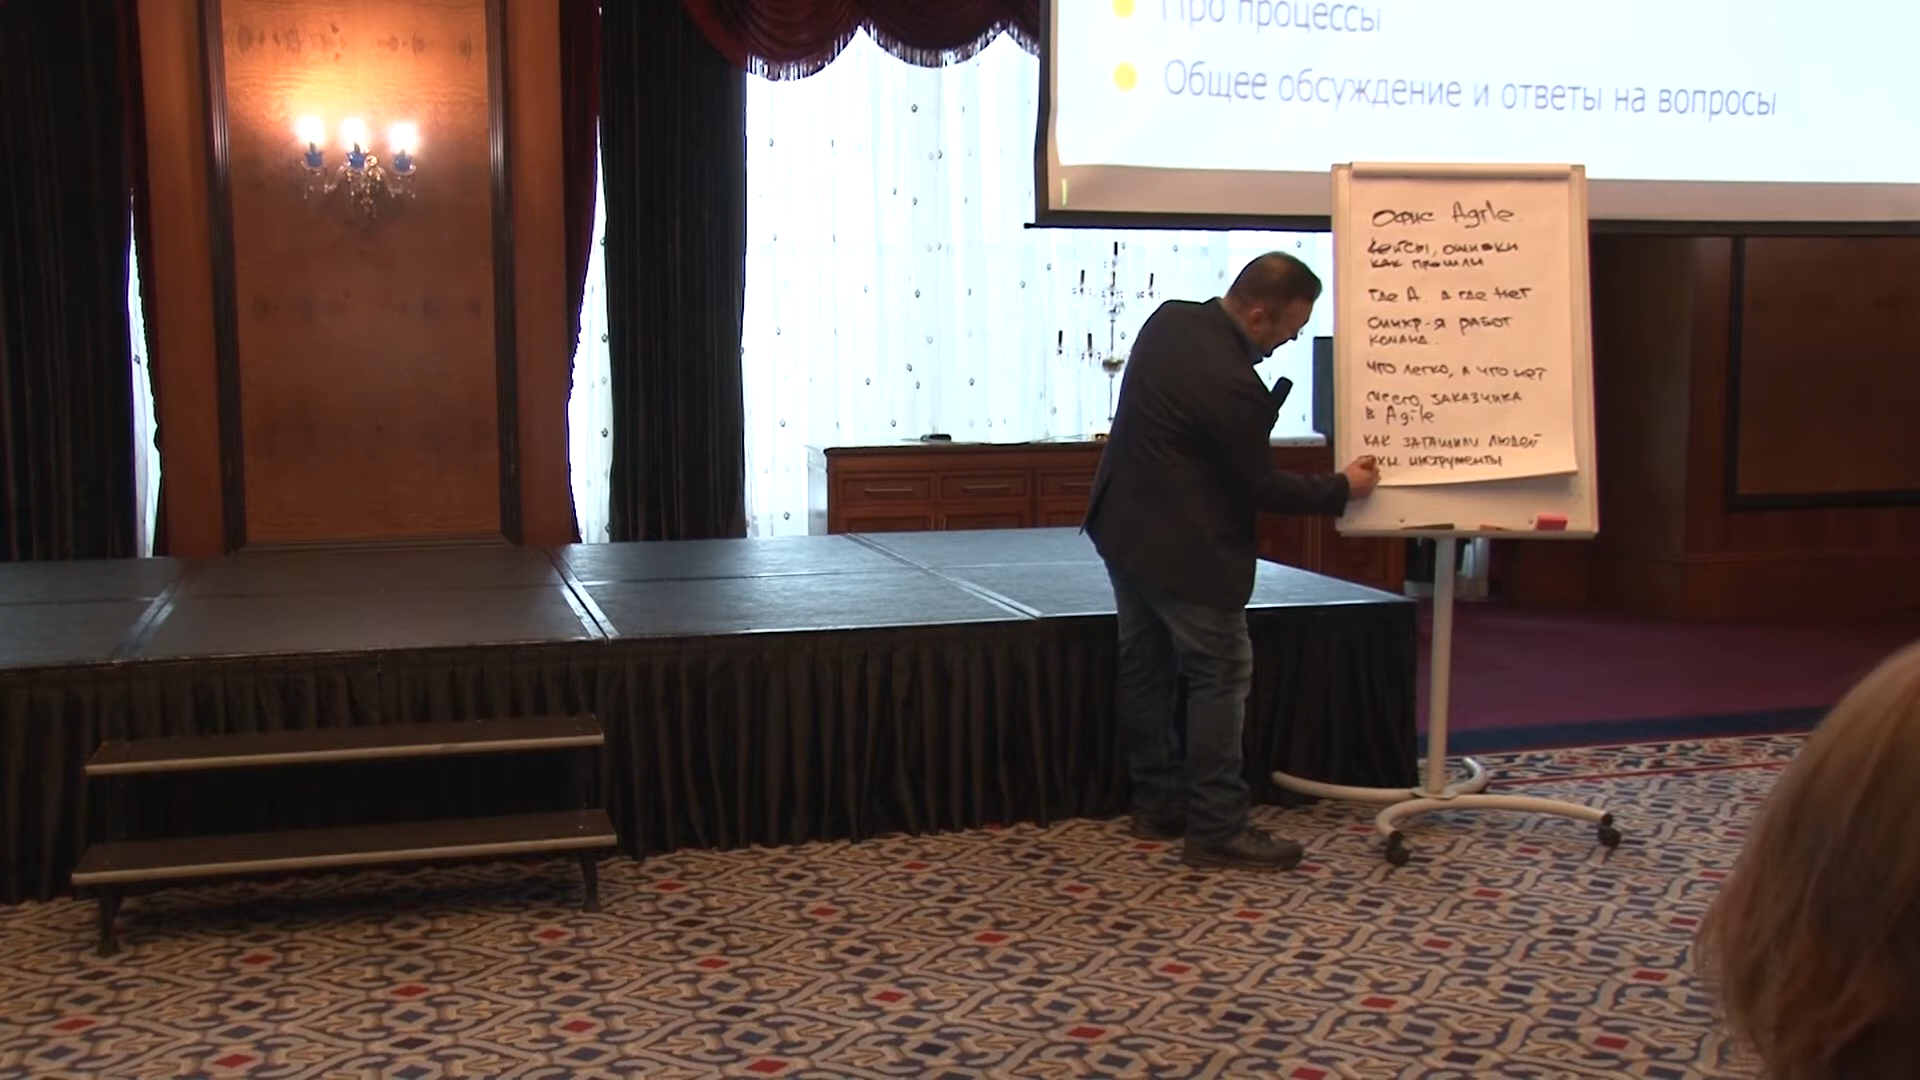 Про процессы
Общее обсуждение и ответы на вопросы
Офис Agile
кейсы, ошибки
как прошли
где А. а где нет
синхр-я работ
команд.
что легко, а что нет
место заказчика
в Agile
как затащили людей
инструменты